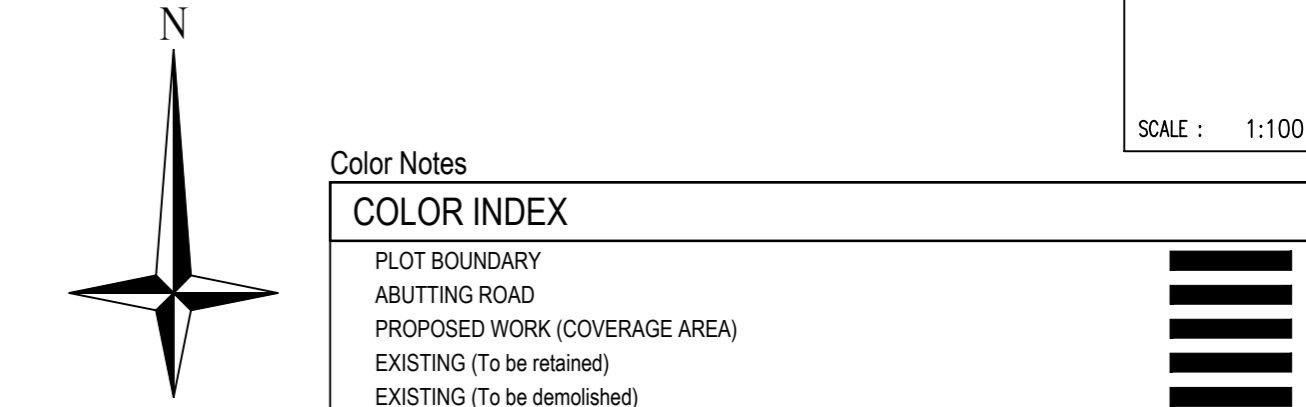 N
SCALE : 1:100
Color Notes
COLOR INDEX
PLOT BOUNDARY
ABUTTING ROAD
PROPOSED WORK (COVERAGE AREA)
EXISTING (To be retained)
EXISTING (To be demolished)